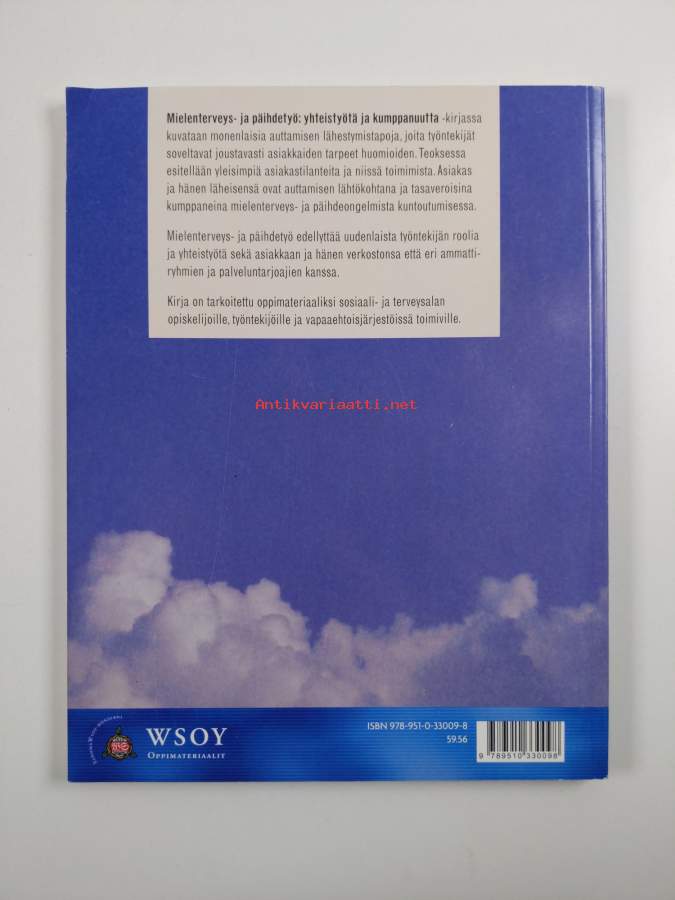 Mielenterveys- ja päihdetyö: yhteistyötä ja kumppanuutta -kirjassa
kuvataan monenlaisia auttamisen lähestymistapoja, joita työntekijät
soveltavat joustavasti asiakkaiden tarpeet huomioiden. Teoksessa
esitellään yleisimpiä asiakastilanteita ja niissä toimimista. Asiakas
ja hänen läheisensä ovat auttamisen lähtökohtana ja tasaveroisina
kumppaneina mielenterveys- ja päihdeongelmista kuntoutumisessa.
Mielenterveys- ja päihdetyö edellyttää uudenlaista työntekijän roolia
ja yhteistyötä sekä asiakkaan ja hänen verkostonsa että eri ammatti-
ryhmien ja palveluntarjoajien kanssa.
Kirja on tarkoitettu oppimateriaaliksi sosiaali- ja terveysalan
opiskelijoille, työntekijöille ja vapaaehtoisjärjestöissä toimiville.
Antikvariaatti.net
WSOY
OPPIMATERIAALIT
ISBN 978-951-0-33009-8
59.56
9 789510 330098